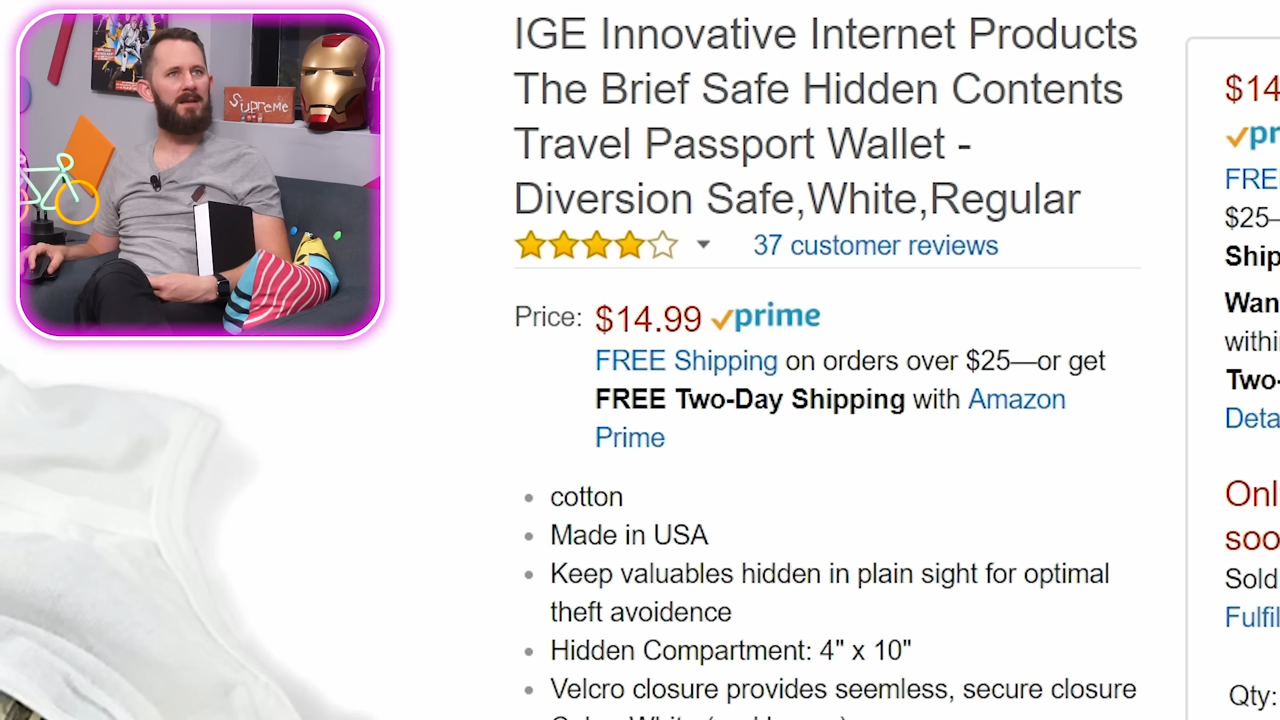 Supreme
IGE Innovative Internet Products
The Brief Safe Hidden Contents
Travel Passport Wallet -
Diversion Safe,White,Regular
37 customer reviews
Price: $14.99 prime
FREE Shipping on orders over $25—or get
FREE Two-Day Shipping with Amazon
Prime
cotton
Made in USA
Keep valuables hidden in plain sight for optimal
theft avoidence
Hidden Compartment: 4" x 10"
Velcro closure provides seemless, secure closure
$14
pr
FREE
$25—
Ship
Wan
withi
Two-
Deta
Onl
soo
Sold
Fulfil
Qty: